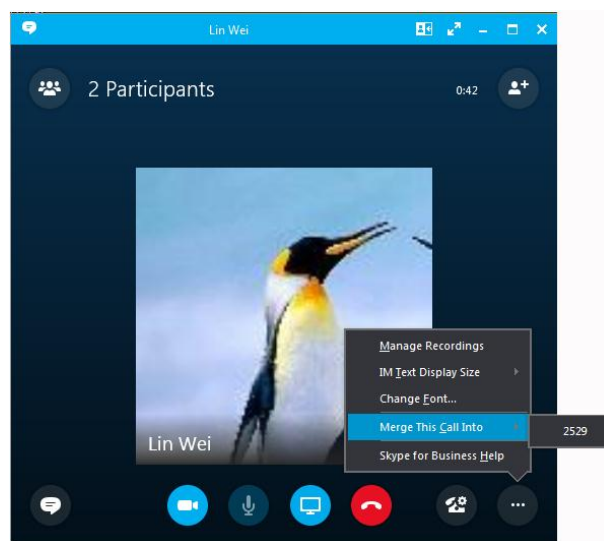 Lin Wei
2 Participants
0:42
Manage Recordings
IM Text Display Size
Change Font...
Merge This Call Into
2529
Skype for Business Help
Lin Wei